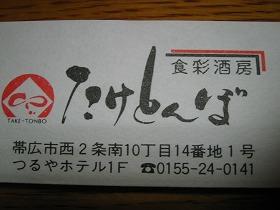 食彩酒房
たけとんぼ
TAKE-TONBO
帯広市西2条南10丁目14番地1号
つるやホテル1F ☎0155-24-0141